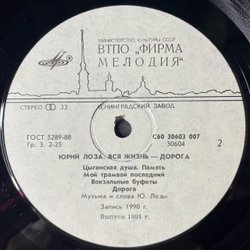 МИНИСТЕРСТВО КУЛЬТУРЫ СССР
ВТПО „ФИРМА
МЕЛОДИЯ"
СТЕРЕО 33
ЛЕНИНГРАДСКИЙ ЗАВОД
ГОСТ 5289-88
Гр. 3. 2-25
С60 30603 007
30604
2
ЮРИЙ ЛОЗА. ВСЯ ЖИЗНЬ — ДОРОГА
Цыганская душа. Память
Мой трамвай последний
Вокзальные буфеты
Дорога
Музыка и слова Ю. Лозы
Запись 1990 г.
Выпуск 1991 г.